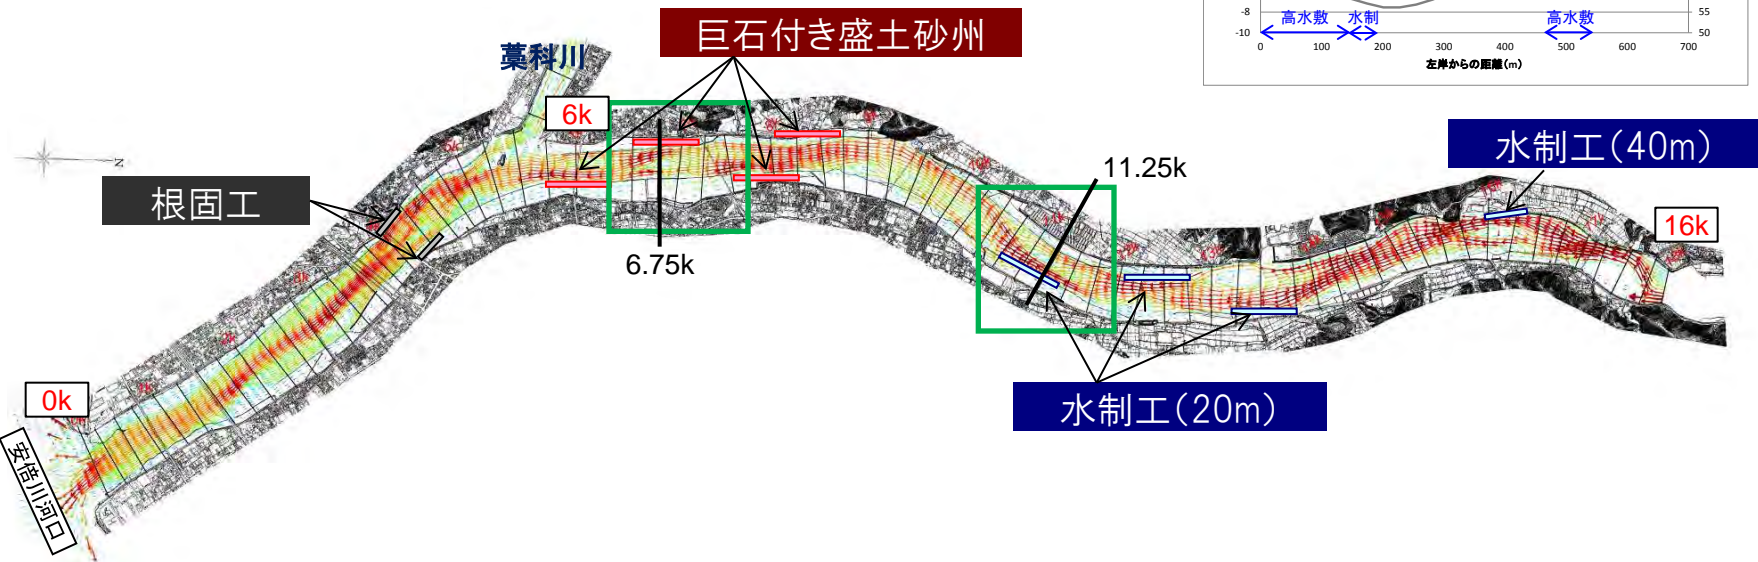 -8
55
高水敷
水制
高水敷
-10
50
0
100
200
300
400
500
600
700
左岸からの距離(m)
巨石付き盛土砂州
藁科川
6k
水制工(40m)
11.25k
N
根固工
16k
6.75k
0k
水制工(20m)
安倍川河口